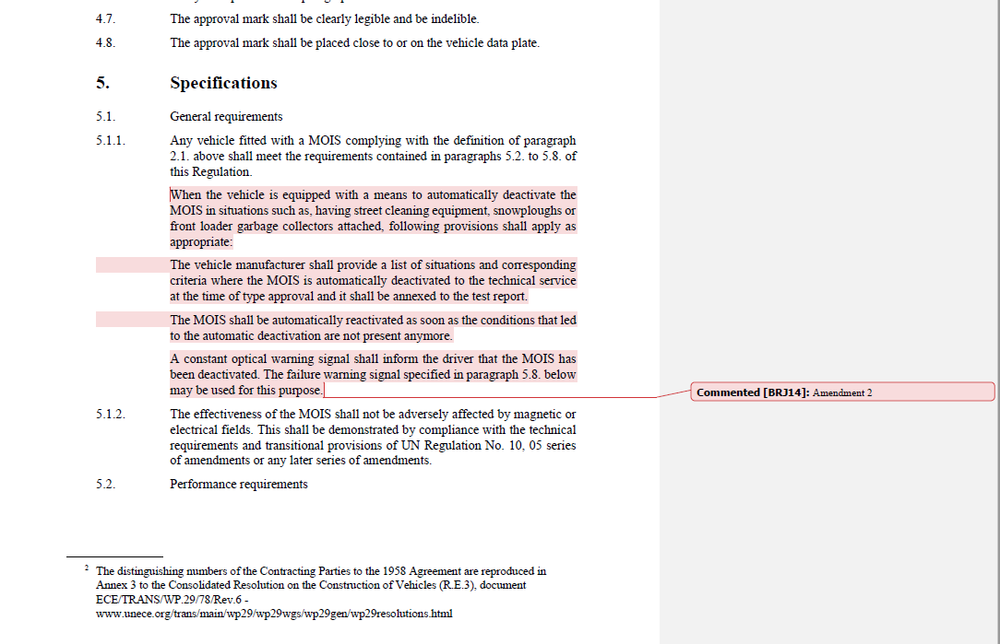 4.7. The approval mark shall be clearly legible and be indelible.
4.8. The approval mark shall be placed close to or on the vehicle data plate.
5. Specifications
5.1. General requirements
5.1.1. Any vehicle fitted with a MOIS complying with the definition of paragraph
2.1. above shall meet the requirements contained in paragraphs 5.2. to 5.8. of
this Regulation.
When the vehicle is equipped with a means to automatically deactivate the
MOIS in situations such as, having street cleaning equipment, snowploughs or
front loader garbage collectors attached, following provisions shall apply as
appropriate:
The vehicle manufacturer shall provide a list of situations and corresponding
criteria where the MOIS is automatically deactivated to the technical service
at the time of type approval and it shall be annexed to the test report.
The MOIS shall be automatically reactivated as soon as the conditions that led
to the automatic deactivation are not present anymore.
A constant optical warning signal shall inform the driver that the MOIS has
been deactivated. The failure warning signal specified in paragraph 5.8. below
may be used for this purpose.
Commented [BRJ14]: Amendment 2
5.1.2. The effectiveness of the MOIS shall not be adversely affected by magnetic or
electrical fields. This shall be demonstrated by compliance with the technical
requirements and transitional provisions of UN Regulation No. 10, 05 series
of amendments or any later series of amendments.
5.2. Performance requirements
2 The distinguishing numbers of the Contracting Parties to the 1958 Agreement are reproduced in
Annex 3 to the Consolidated Resolution on the Construction of Vehicles (R.E.3), document
ECE/TRANS/WP.29/78/Rev.6 -
www.unece.org/trans/main/wp29/wp29wgs/wp29gen/wp29resolutions.html